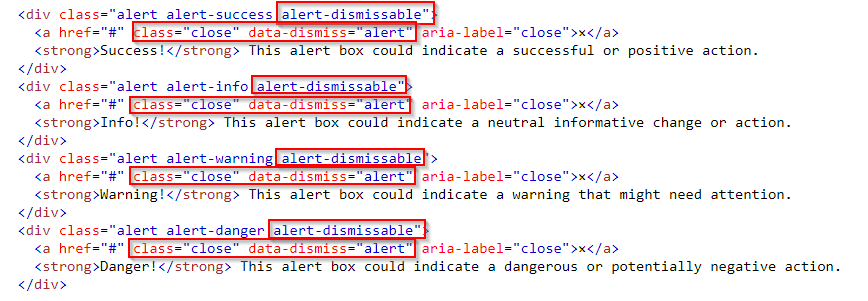 <div class="alert alert-success alert-dismissable">
<a href="#" class="close" data-dismiss="alert" aria-label="close">×</a>
<strong>Success!</strong> This alert box could indicate a successful or positive action.
</div>
<div class="alert alert-info alert-dismissable">
<a href="#" class="close" data-dismiss="alert" aria-label="close">×</a>
<strong>Info!</strong> This alert box could indicate a neutral informative change or action.
</div>
<div class="alert alert-warning alert-dismissable">
<a href="#" class="close" data-dismiss="alert" aria-label="close">×</a>
<strong>Warning!</strong> This alert box could indicate a warning that might need attention.
</div>
<div class="alert alert-danger alert-dismissable">
<a href="#" class="close" data-dismiss="alert" aria-label="close">×</a>
<strong>Danger!</strong> This alert box could indicate a dangerous or potentially negative action.
</div>